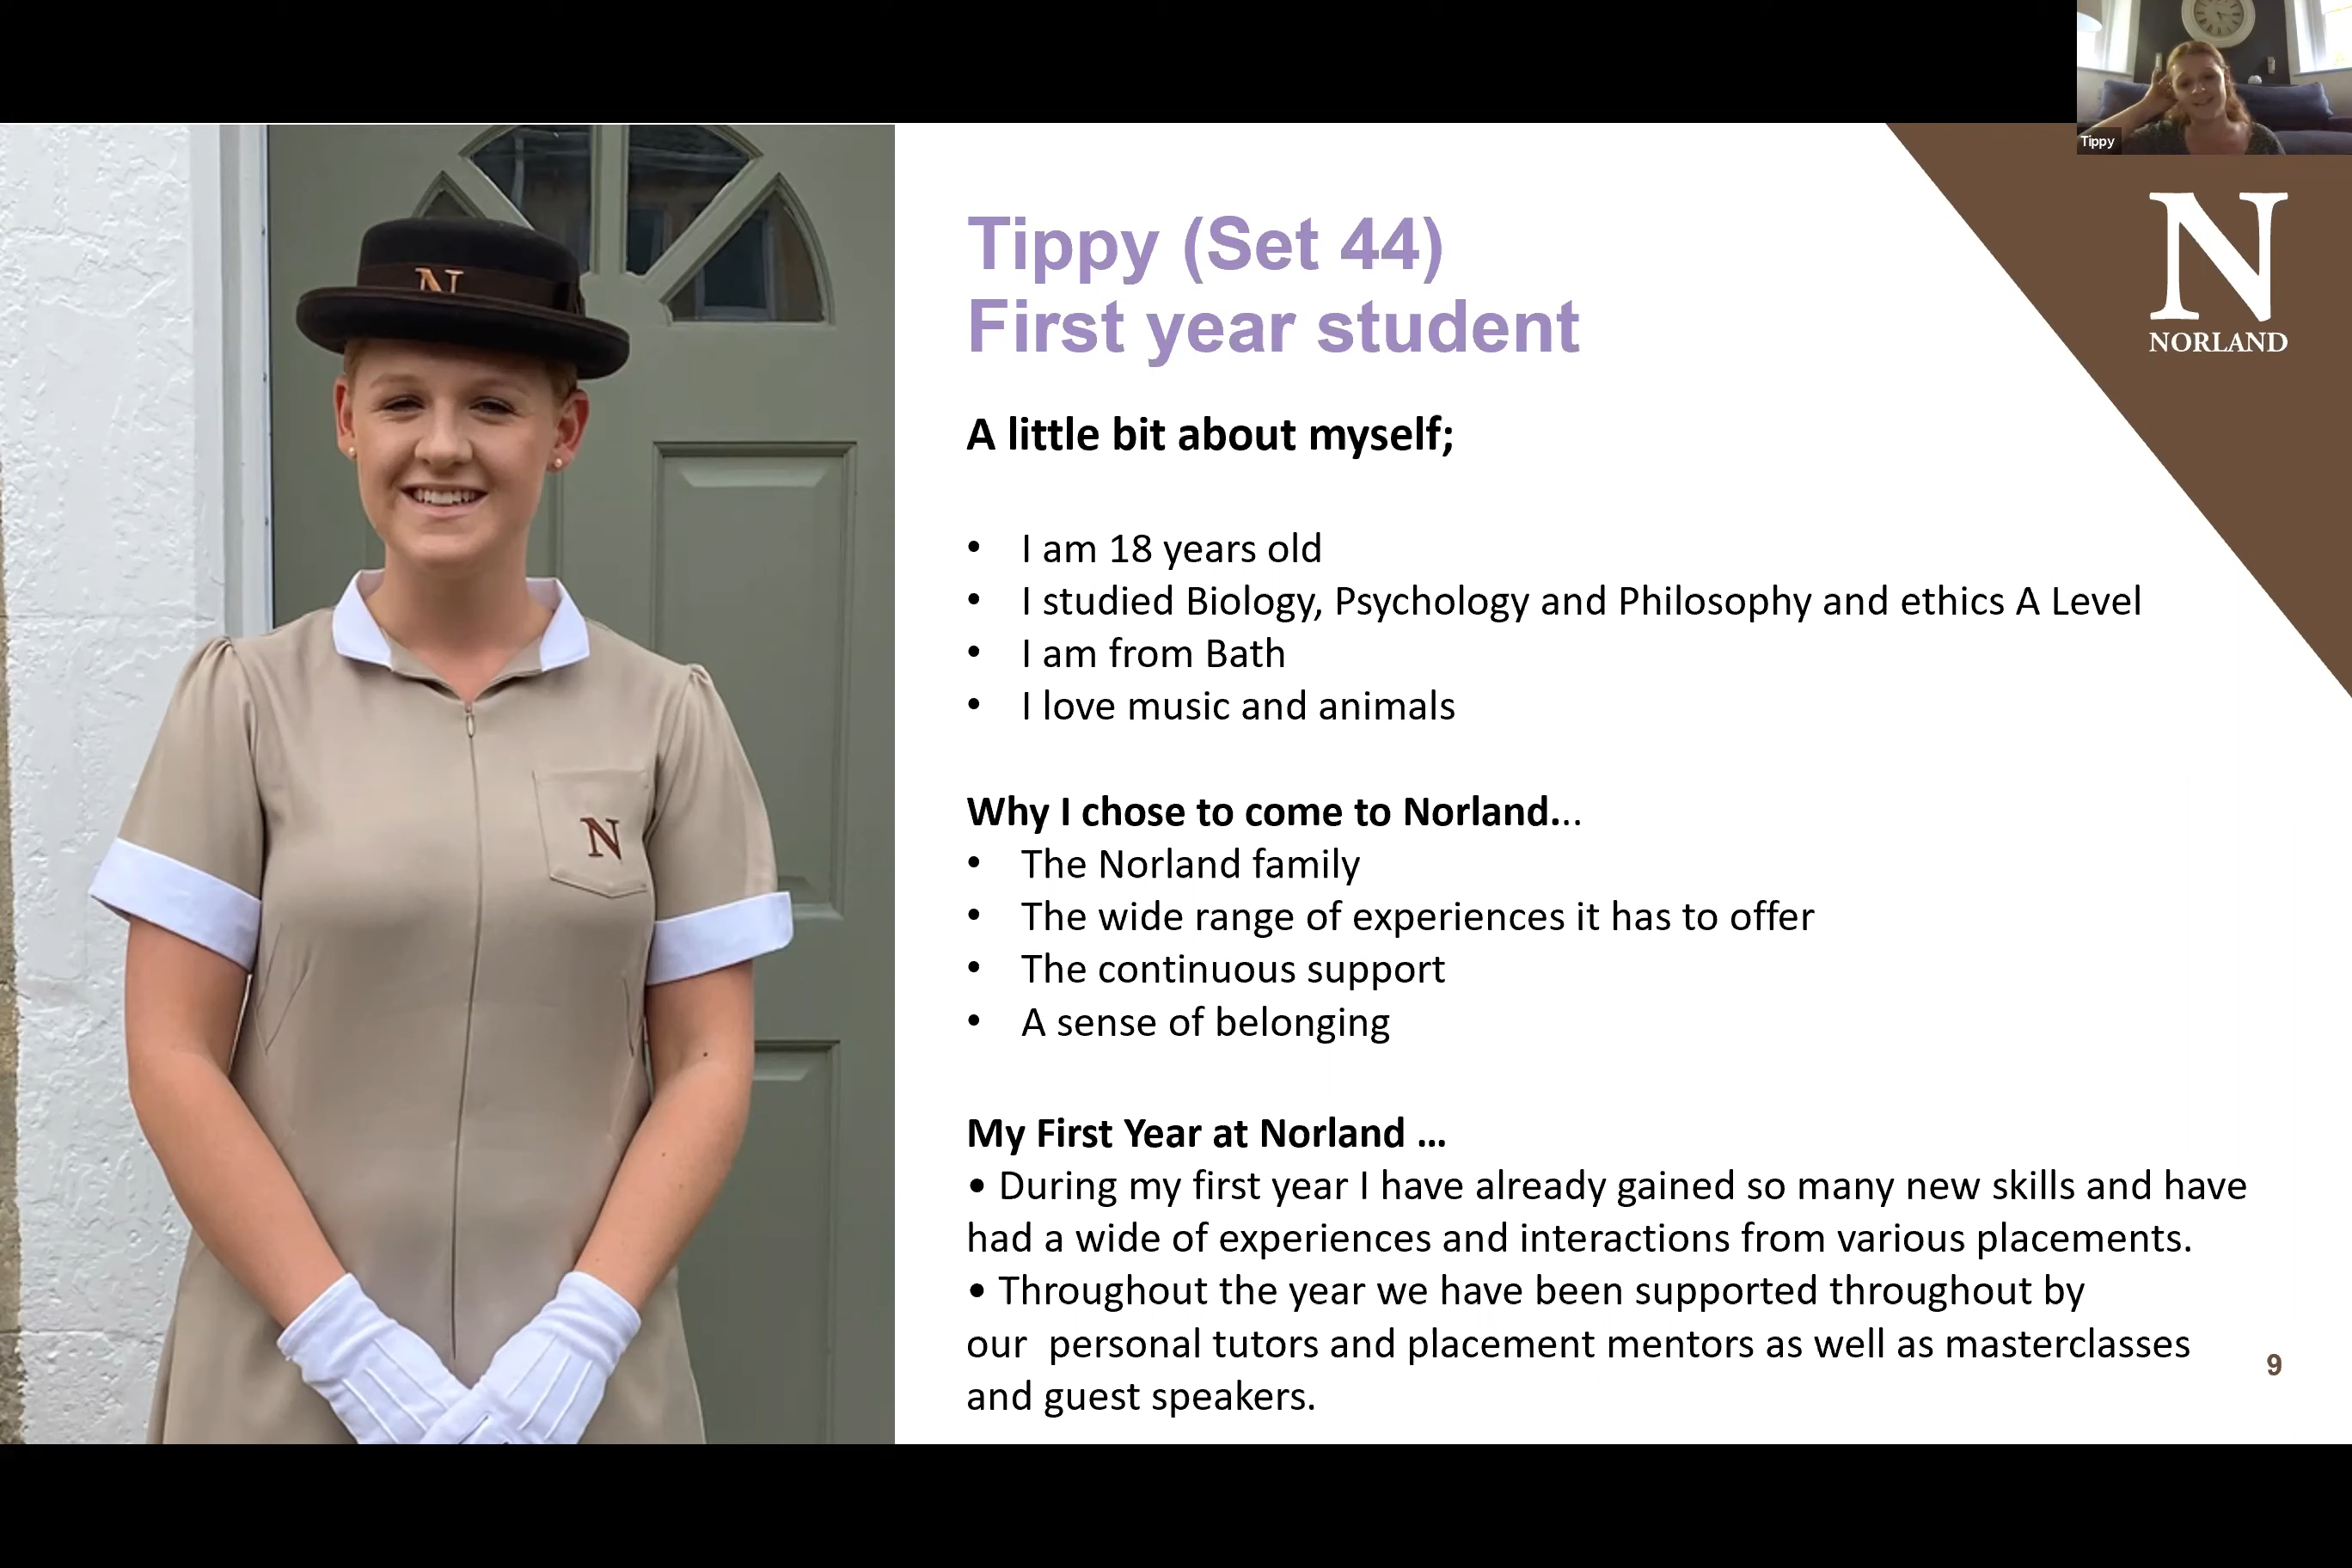 Tippy
N
NORLAND
Tippy (Set 44)
First year student
A little bit about myself;
• I am 18 years old
• I studied Biology, Psychology and Philosophy and ethics A Level
• I am from Bath
• I love music and animals
Why I chose to come to Norland...
• The Norland family
• The wide range of experiences it has to offer
• The continuous support
• A sense of belonging
My First Year at Norland ...
• During my first year I have already gained so many new skills and have
had a wide of experiences and interactions from various placements.
• Throughout the year we have been supported throughout by
our  personal tutors and placement mentors as well as masterclasses
and guest speakers.
9
N
N